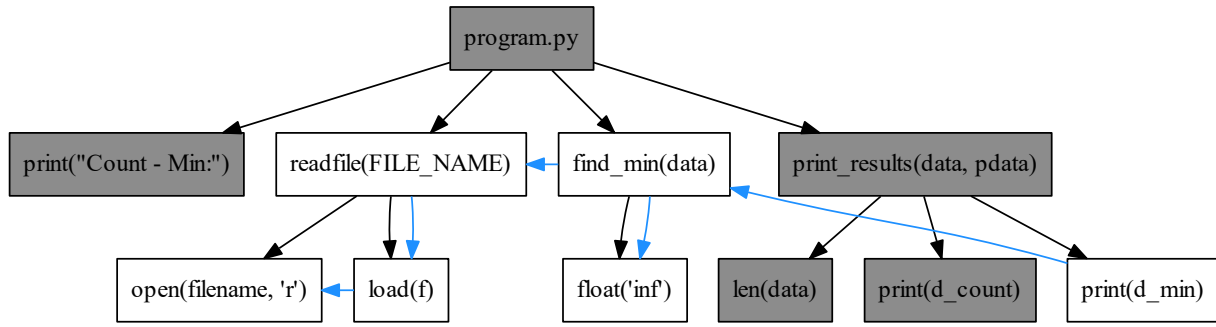 program.py
print("Count - Min:")
readfile(FILE_NAME)
find_min(data)
print_results(data, pdata)
open(filename, 'r')
load(f)
float('inf')
len(data)
print(d_count)
print(d_min)